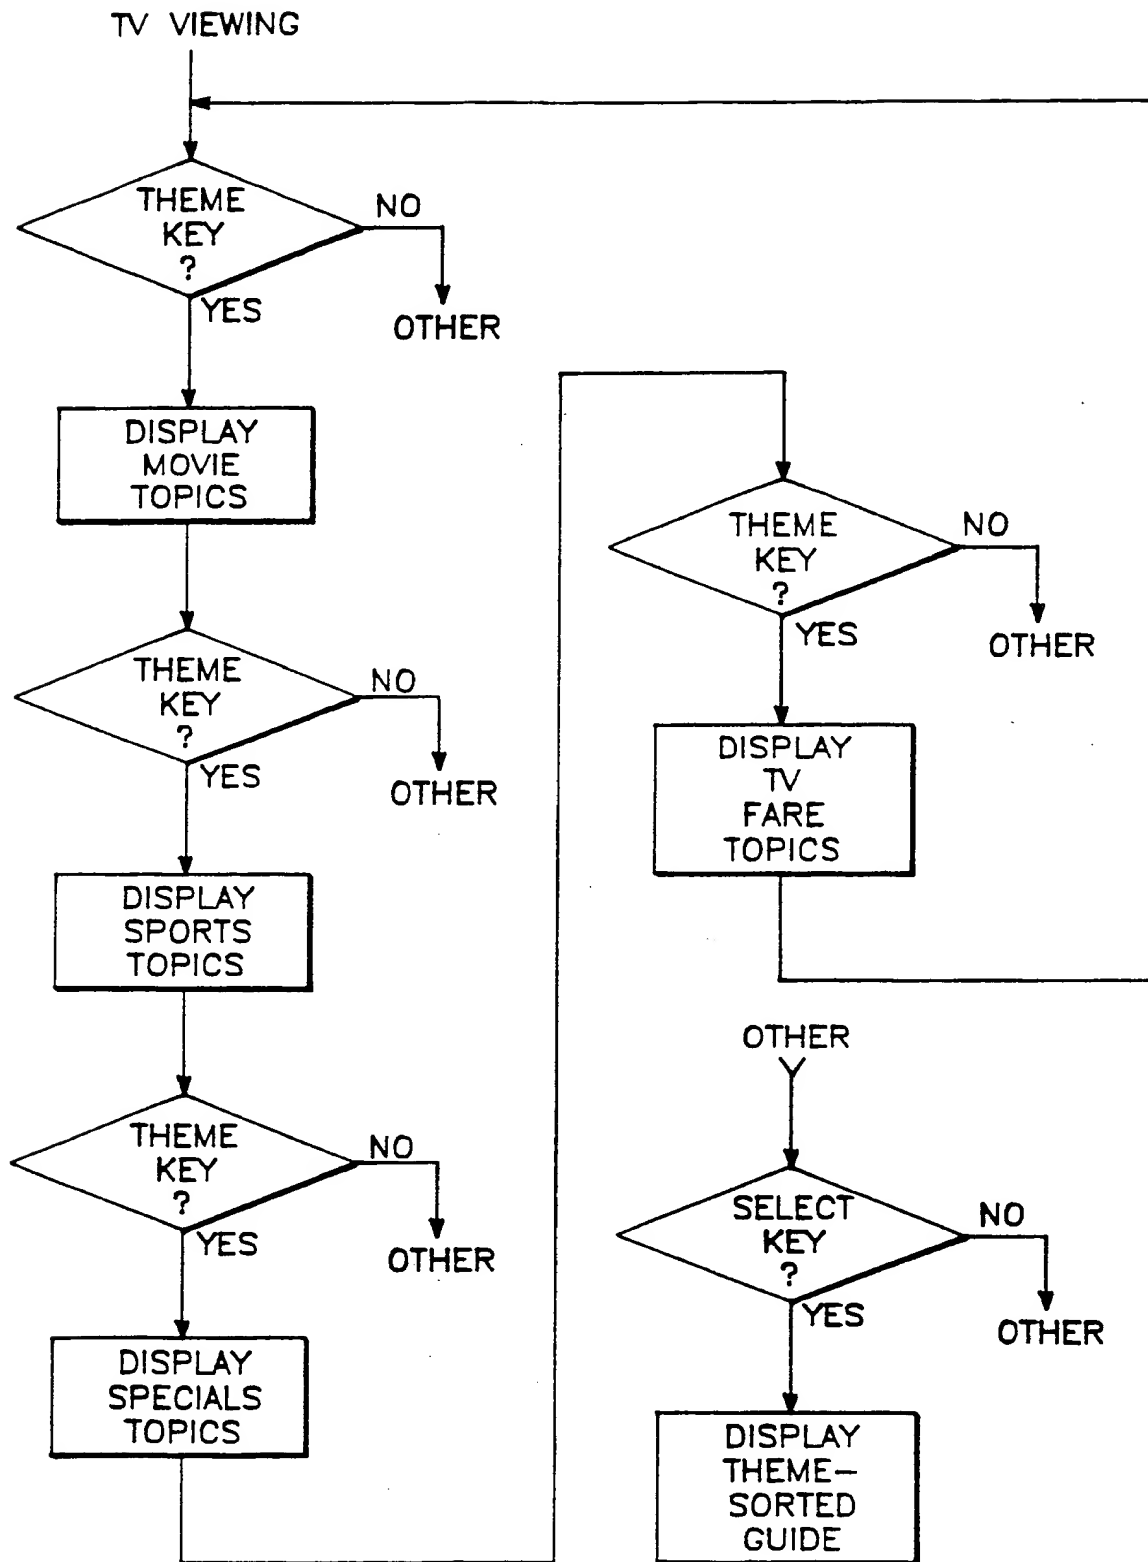 TV VIEWING
THEME
KEY
?
NO
YES
OTHER
DISPLAY
MOVIE
TOPICS
THEME
KEY
?
NO
YES
OTHER
DISPLAY
SPORTS
TOPICS
THEME
KEY
?
NO
YES
OTHER
DISPLAY
SPECIALS
TOPICS
THEME
KEY
?
NO
YES
OTHER
DISPLAY
TV
FARE
TOPICS
OTHER
SELECT
KEY
?
NO
YES
OTHER
DISPLAY
THEME-
SORTED
GUIDE